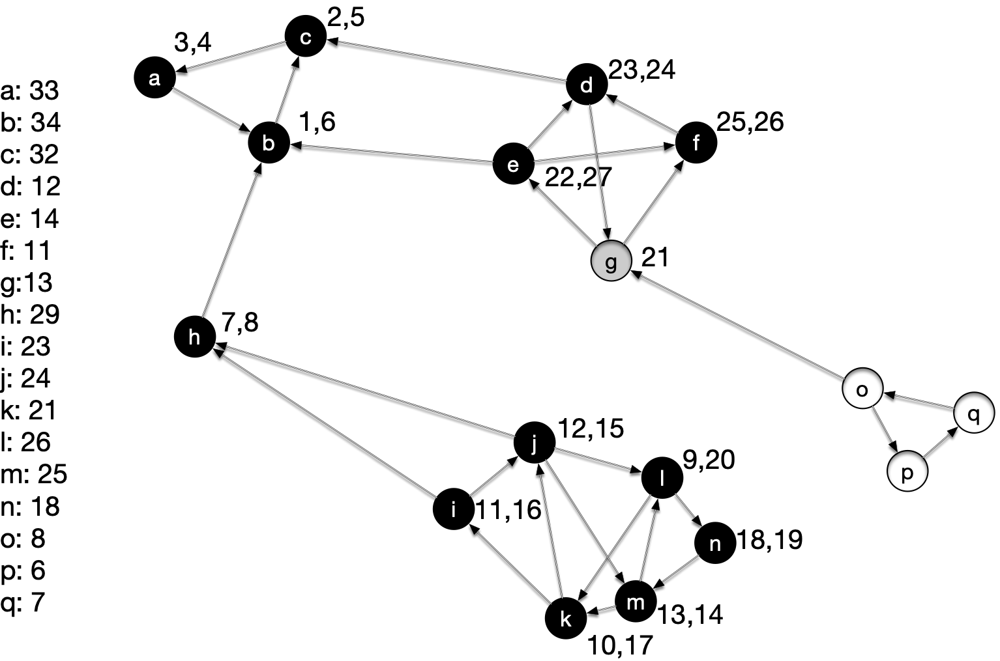 a: 33
b: 34
c: 32
d: 12
e: 14
f: 11
g:13
h: 29
i: 23
j: 24
k: 21
l: 26
m: 25
n: 18
o: 8
p: 6
q: 7
c 2,5
a 3,4
d 23,24
b 1,6
f 25,26
e 22,27
g 21
h 7,8
o
q
p
j 12,15
l 9,20
i 11,16
n 18,19
m 13,14
k 10,17